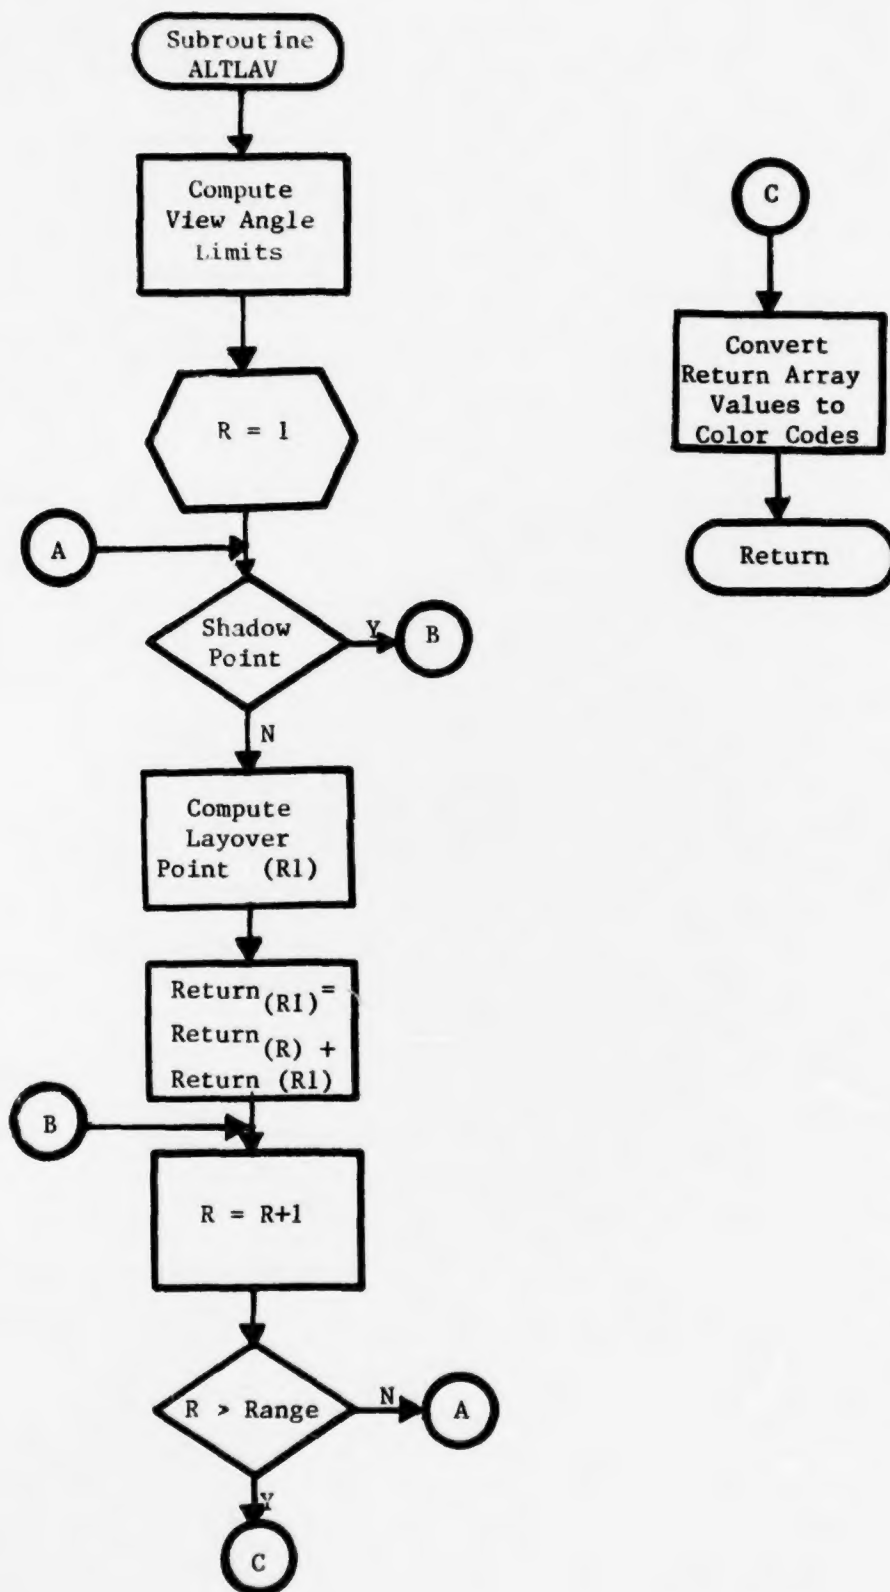 Subroutine
ALTLAV
Compute
View Angle
Limits
R = 1
A
Shadow
Point
Y
B
N
Compute
Layover
Point (R1)
Return(R1)=
Return(R) +
Return (R1)
B
R = R+1
R > Range
N
A
Y
C
C
Convert
Return Array
Values to
Color Codes
Return